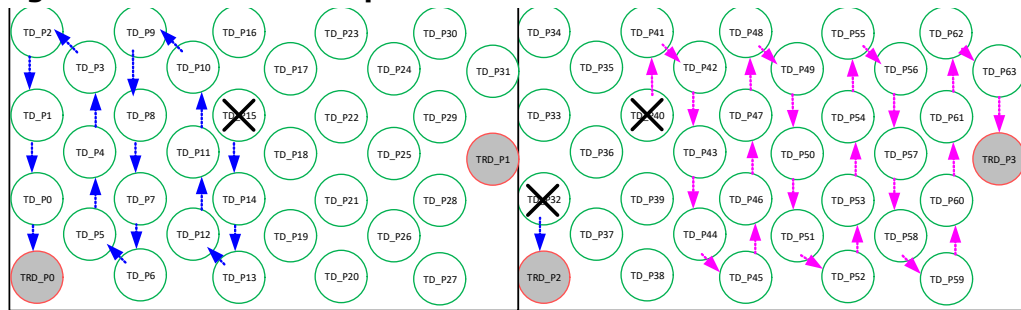 TD_P2 TD_P9 TD_P16 TD_P23 TD_P30 TD_P34 TD_P41 TD_P48 TD_P55 TD_P62
TD_P3 TD_P10 TD_P17 TD_P24 TD_P31 TD_P35 TD_P42 TD_P49 TD_P56 TD_P63
TD_P1 TD_P8 TD_P15 TD_P22 TD_P29 TD_P33 TD_P40 TD_P47 TD_P54 TD_P61
TD_P4 TD_P11 TD_P18 TD_P25 TRD_P1 TD_P36 TD_P43 TD_P50 TD_P57 TRD_P3
TD_P0 TD_P7 TD_P14 TD_P21 TD_P28 TD_P32 TD_P39 TD_P46 TD_P53 TD_P60
TD_P5 TD_P12 TD_P19 TD_P26 TD_P37 TD_P44 TD_P51 TD_P58
TRD_P0 TD_P6 TD_P13 TD_P20 TD_P27 TRD_P2 TD_P38 TD_P45 TD_P52 TD_P59